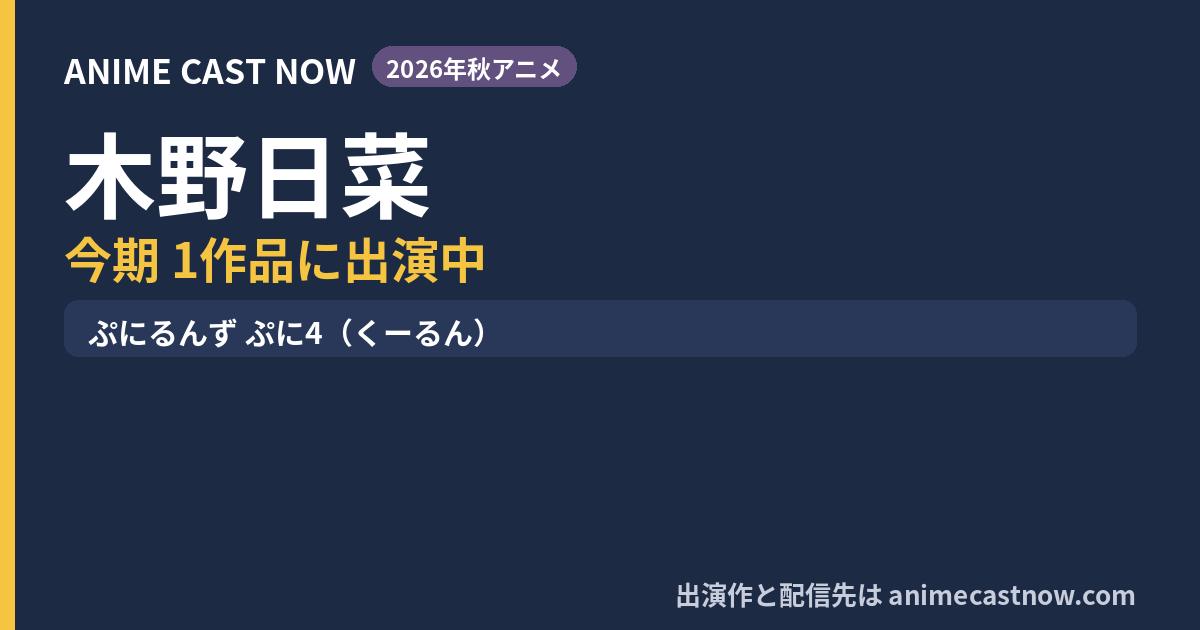 ANIME CAST NOW 2026年秋アニメ
木野日菜
今期 1作品に出演中
ぷにるんず ぷに4（くーるん）
出演作と配信先は animecastnow.com